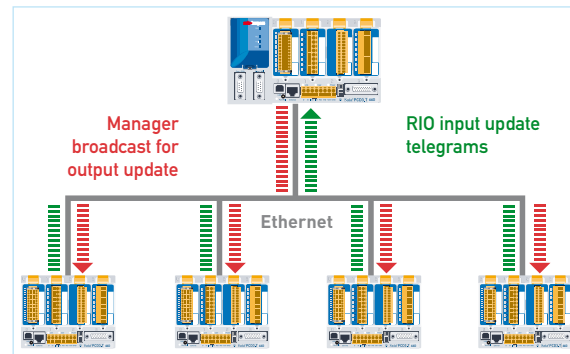 Manager
broadcast for
output update
RIO input update
telegrams
Ethernet